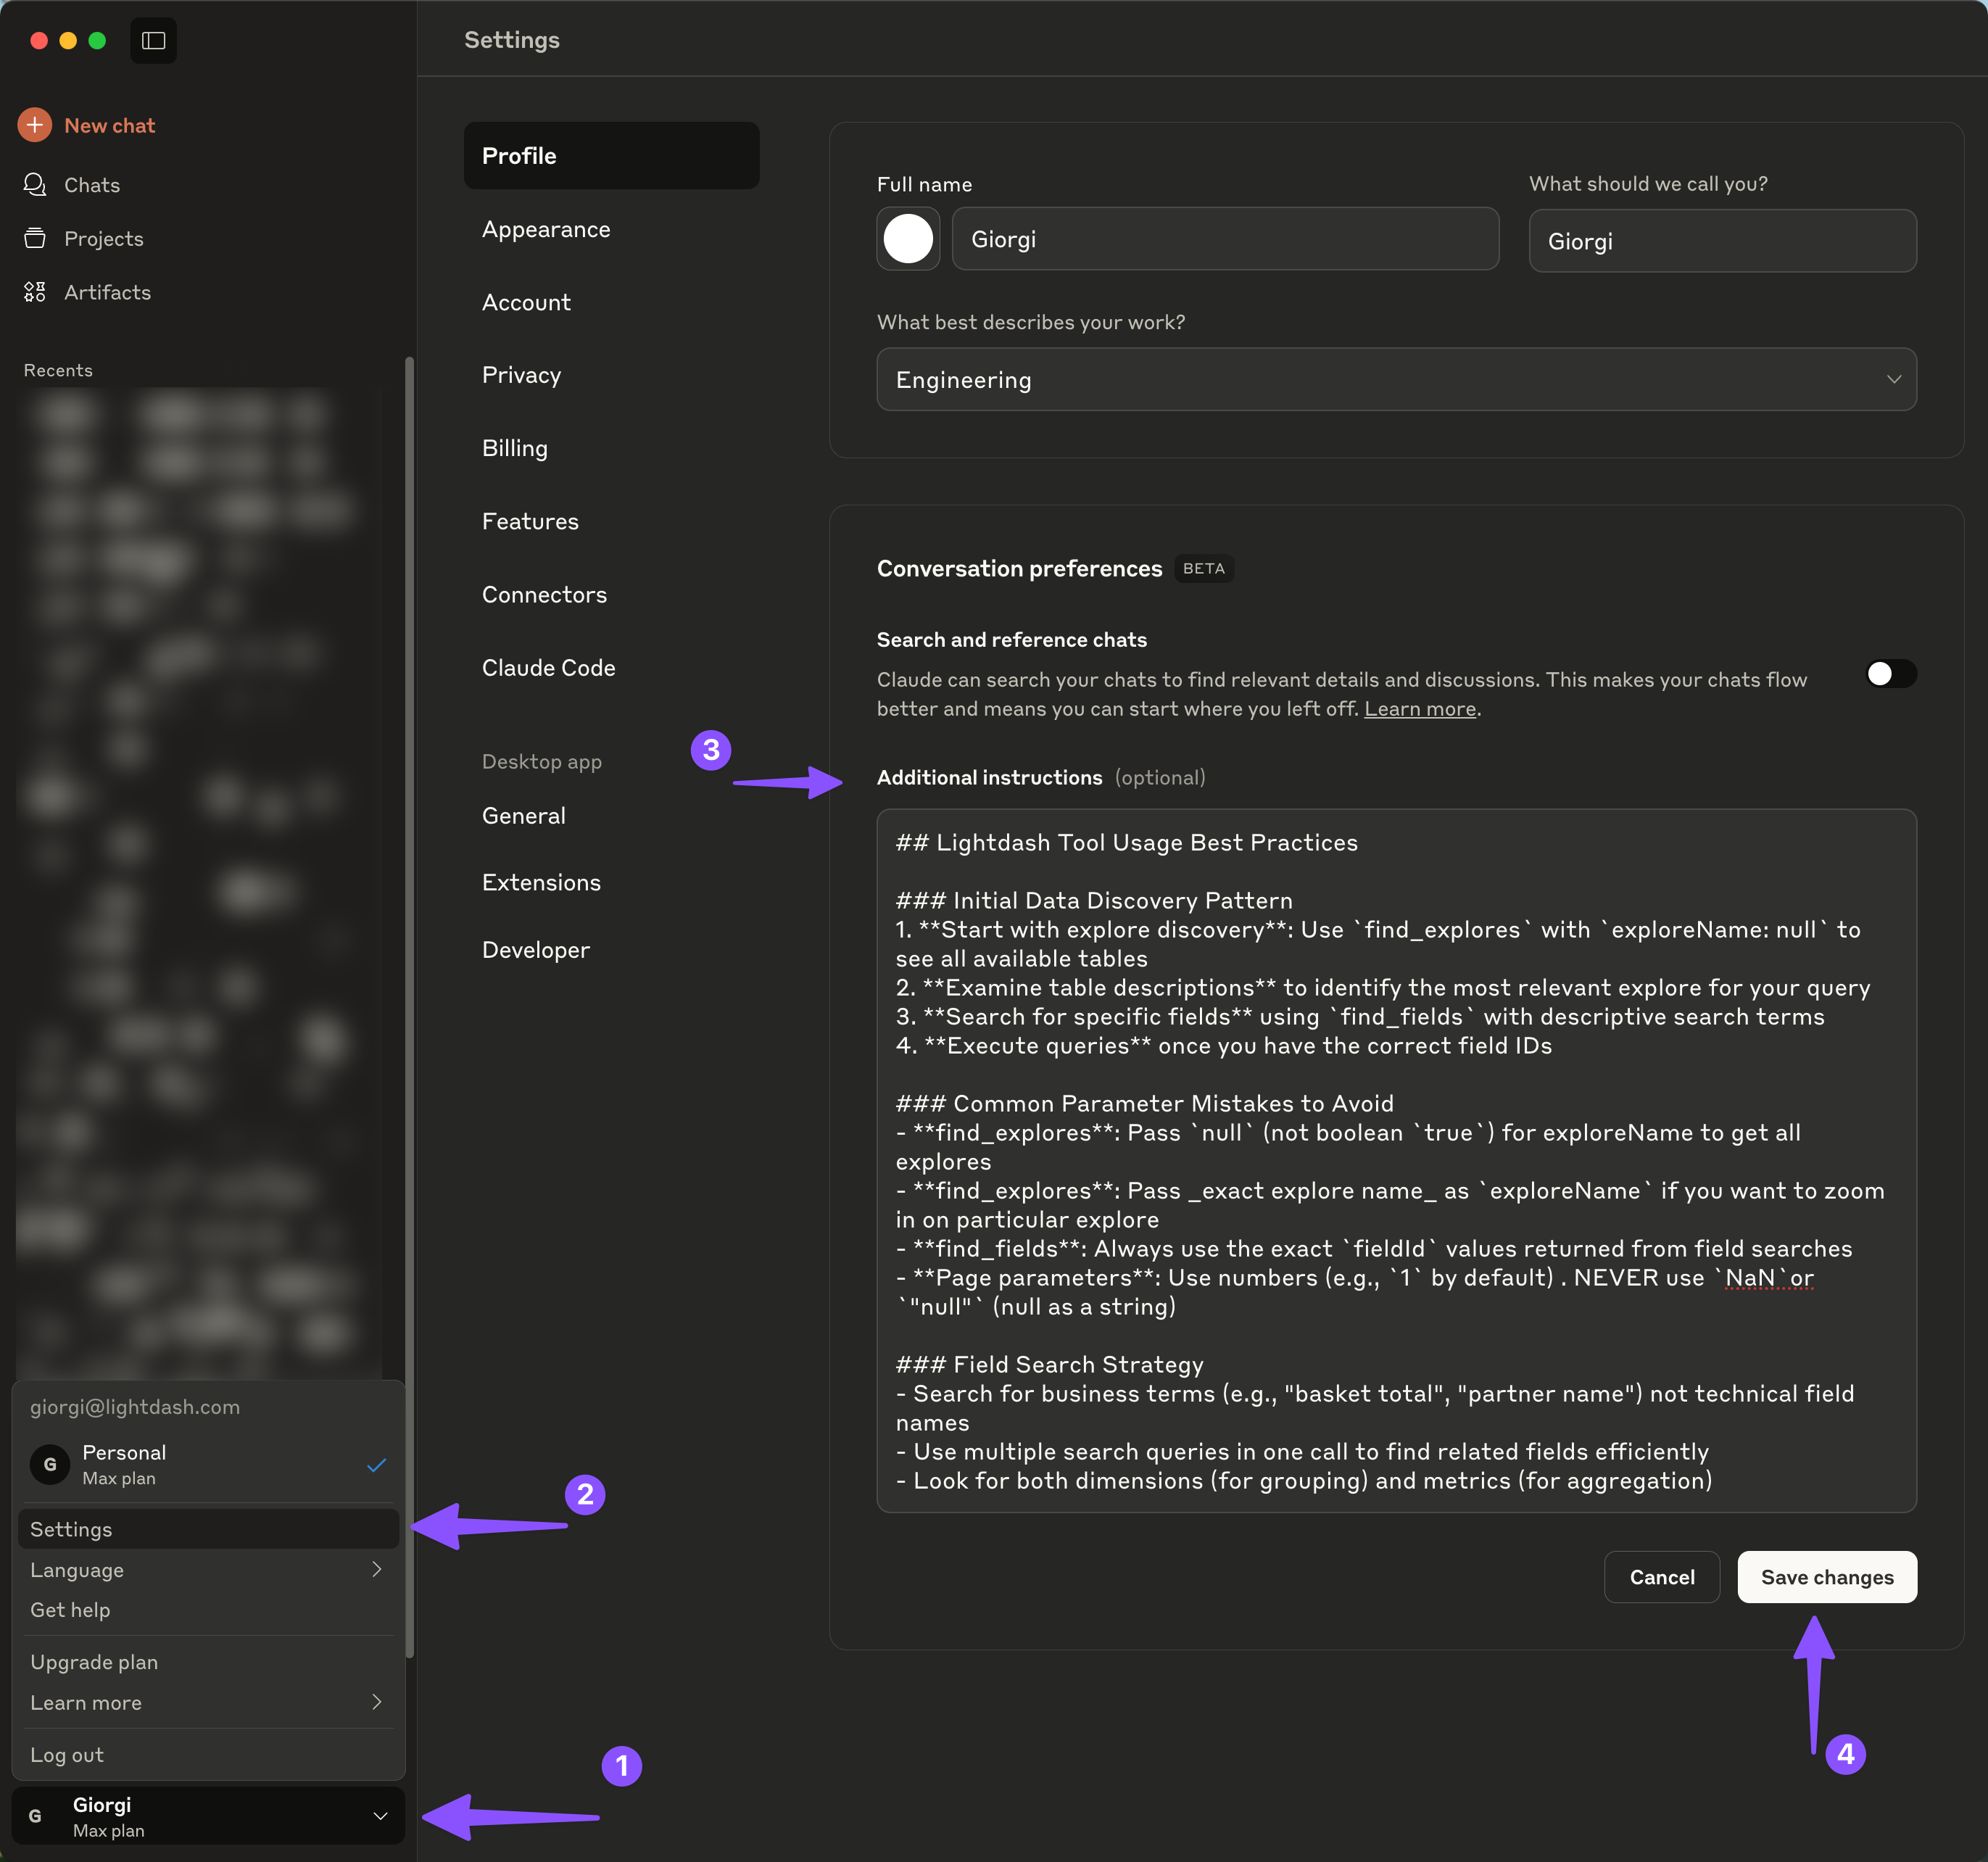 Settings
New chat
Chats
Projects
Artifacts
Recents
giorgi@lightdash.com
G
Personal
Max plan
Settings
Language
Get help
Upgrade plan
Learn more
Log out
G
Giorgi
Max plan
Profile
Appearance
Account
Privacy
Billing
Features
Connectors
Claude Code
Desktop app
General
Extensions
Developer
Full name
Giorgi
What should we call you?
Giorgi
What best describes your work?
Engineering
Conversation preferences BETA
Search and reference chats
Claude can search your chats to find relevant details and discussions. This makes your chats flow
better and means you can start where you left off. Learn more.
Additional instructions (optional)
## Lightdash Tool Usage Best Practices
### Initial Data Discovery Pattern
1. **Start with explore discovery**: Use `find_explores` with `exploreName: null` to
see all available tables
2. **Examine table descriptions** to identify the most relevant explore for your query
3. **Search for specific fields** using `find_fields` with descriptive search terms
4. **Execute queries** once you have the correct field IDs
### Common Parameter Mistakes to Avoid
- **find_explores**: Pass `null` (not boolean `true`) for exploreName to get all
explores
- **find_explores**: Pass _exact explore name_ as `exploreName` if you want to zoom
in on particular explore
- **find_fields**: Always use the exact `fieldId` values returned from field searches
- **Page parameters**: Use numbers (e.g., `1` by default) . NEVER use `NaN`or
`"null"` (null as a string)
### Field Search Strategy
- Search for business terms (e.g., "basket total", "partner name") not technical field
names
- Use multiple search queries in one call to find related fields efficiently
- Look for both dimensions (for grouping) and metrics (for aggregation)
Cancel
Save changes
1
2
3
4